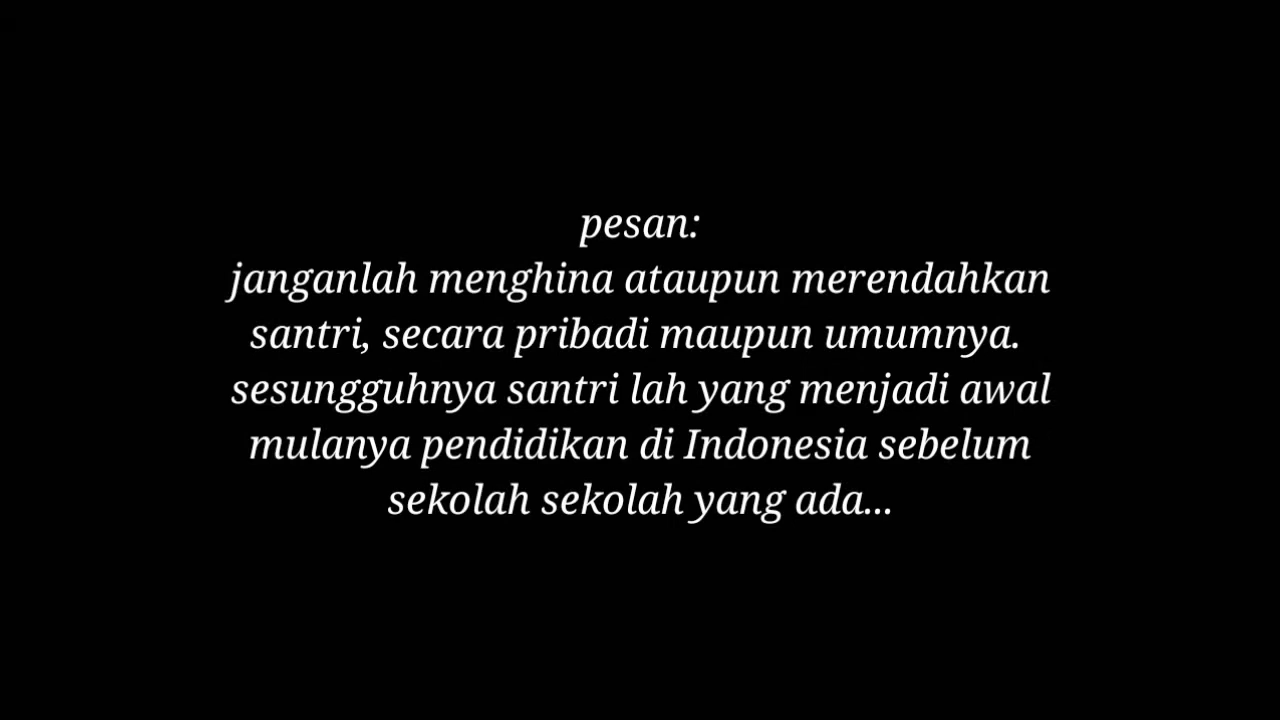 pesan:
janganlah menghina ataupun merendahkan
santri, secara pribadi maupun umumnya.
sesungguhnya santri lah yang menjadi awal
mulanya pendidikan di Indonesia sebelum
sekolah sekolah yang ada...